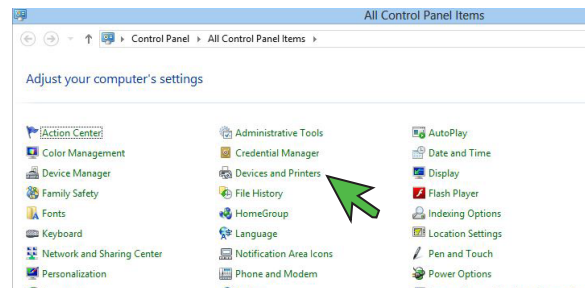 All Control Panel Items
Control Panel All Control Panel Items
Adjust your computer's settings
Action Center Administrative Tools AutoPlay
Color Management Credential Manager Date and Time
Device Manager Devices and Printers Display
Family Safety File History Flash Player
Fonts HomeGroup Indexing Options
Keyboard Language Location Settings
Network and Sharing Center Notification Area Icons Pen and Touch
Personalization Phone and Modem Power Options